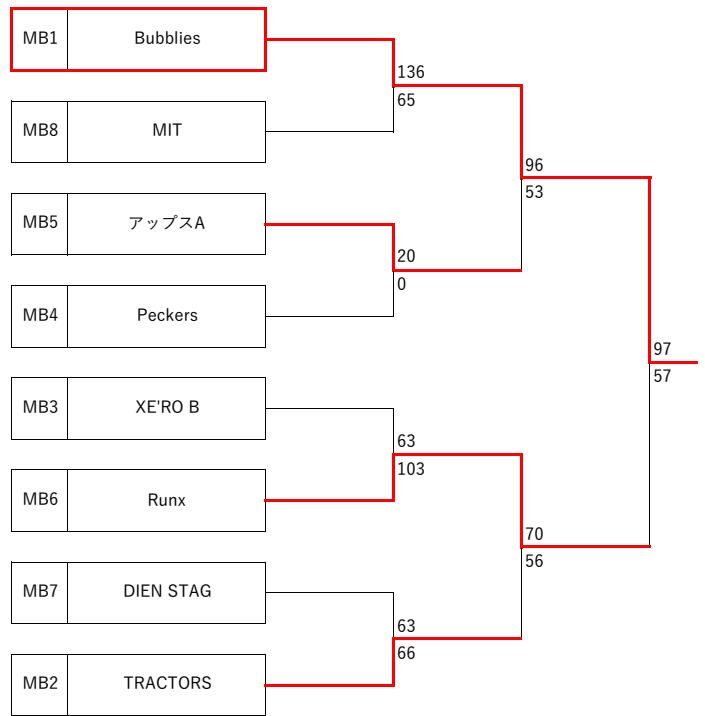 MB1 Bubblies
136
65
MB8 MIT
96
53
MB5 アップスA
20
0
MB4 Peckers
97
57
MB3 XE'RO B
63
103
MB6 Runx
70
56
MB7 DIEN STAG
63
66
MB2 TRACTORS